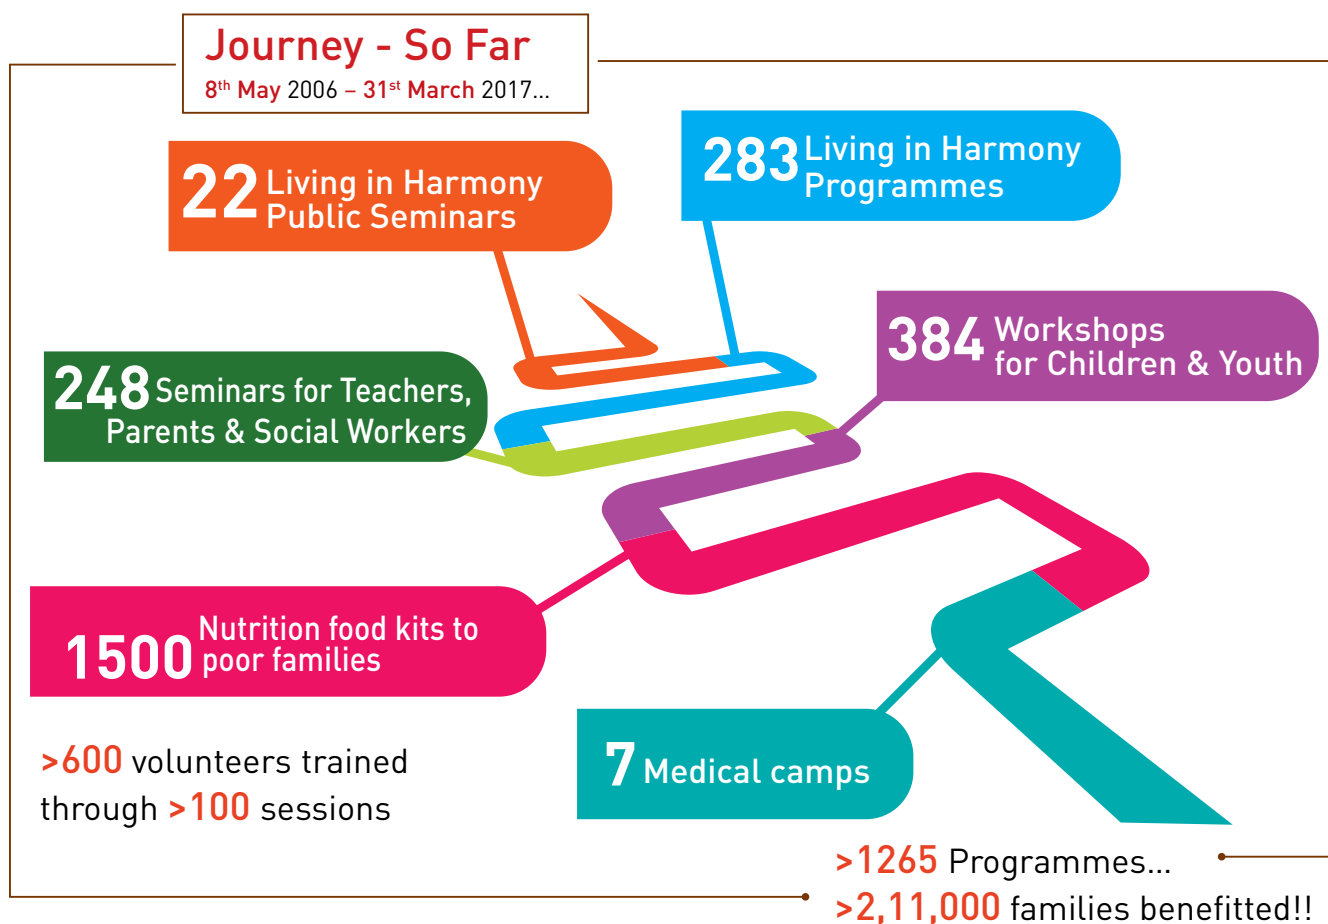 Journey - So Far
8th May 2006 – 31st March 2017...
22 Living in Harmony
Public Seminars
283 Living in Harmony
Programmes
384 Workshops
for Children & Youth
248 Seminars for Teachers,
Parents & Social Workers
1500 Nutrition food kits to
poor families
7 Medical camps
>600 volunteers trained
through >100 sessions
>1265 Programmes...
>2,11,000 families benefitted!!